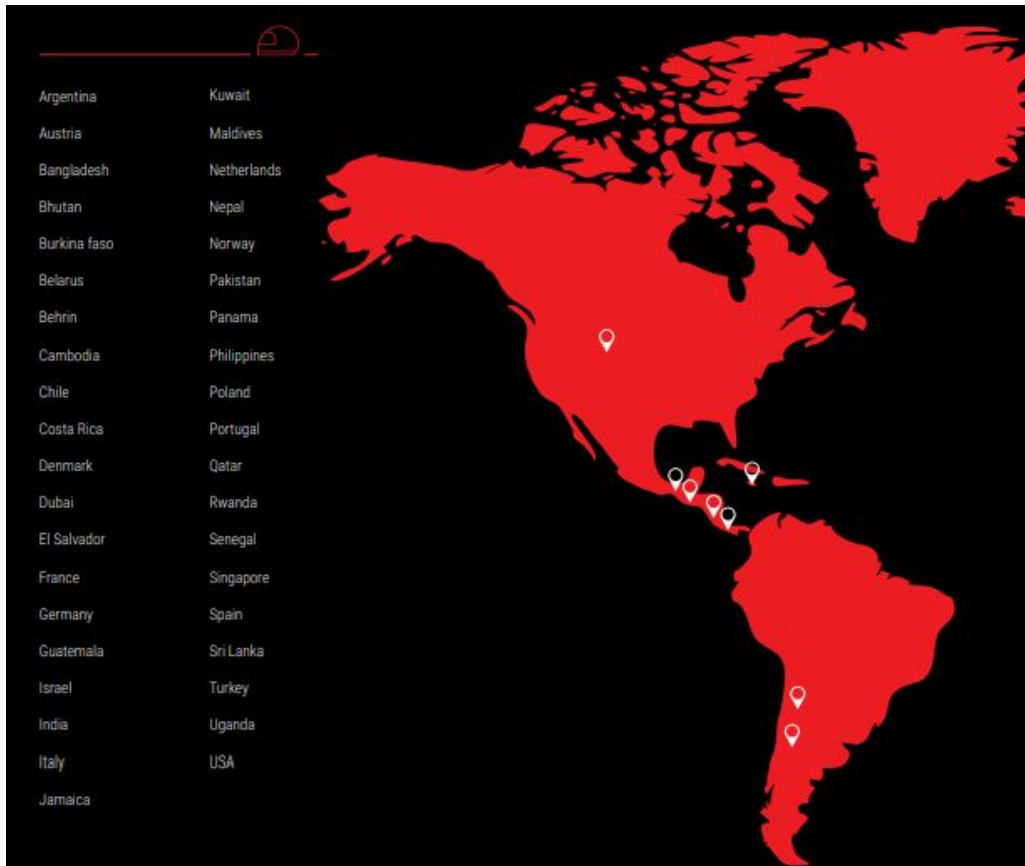 Argentina
Austria
Bangladesh
Bhutan
Burkina faso
Belarus
Behrin
Cambodia
Chile
Costa Rica
Denmark
Dubai
El Salvador
France
Germany
Guatemala
Israel
India
Italy
Jamaica
Kuwait
Maldives
Netherlands
Nepal
Norway
Pakistan
Panama
Philippines
Poland
Portugal
Qatar
Rwanda
Senegal
Singapore
Spain
Sri Lanka
Turkey
Uganda
USA